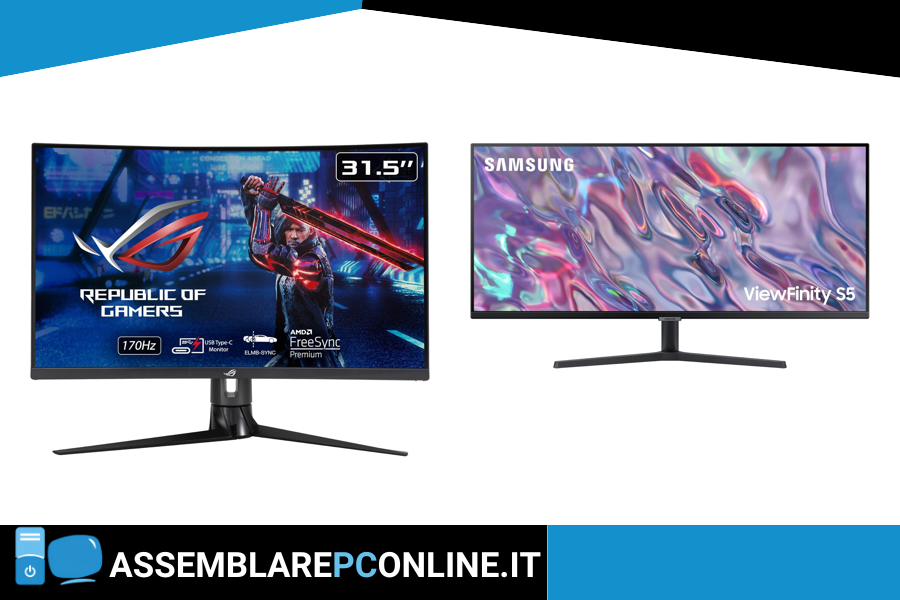 31.5’’
REPUBLIC OF
GAMERS
170Hz
USB Type-C
Monitor
ELMB-SYNC
AMD
FreeSync
Premium
SAMSUNG
ViewFinity S5
ASSEMBLAREPCONLINE.IT